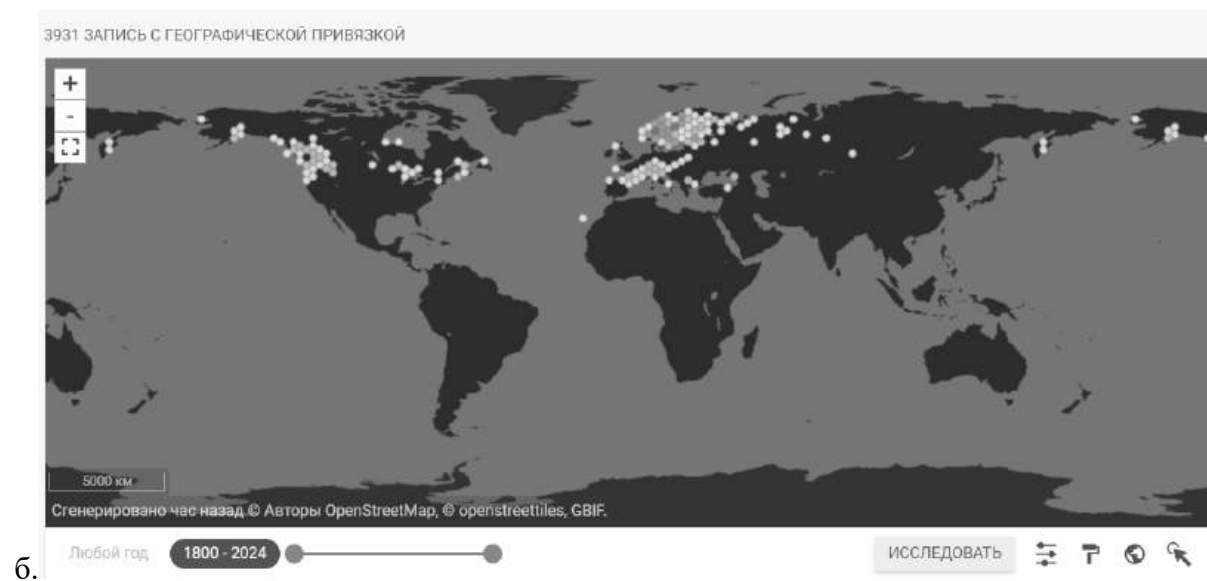 3931 ЗАПИСЬ С ГЕОГРАФИЧЕСКОЙ ПРИВЯЗКОЙ
+
-
5000 км
Сгенерировано час назад © Авторы OpenStreetMap, © openstreettiles, GBIF.
Любой год 1800 - 2024 ИССЛЕДОВАТЬ
б.